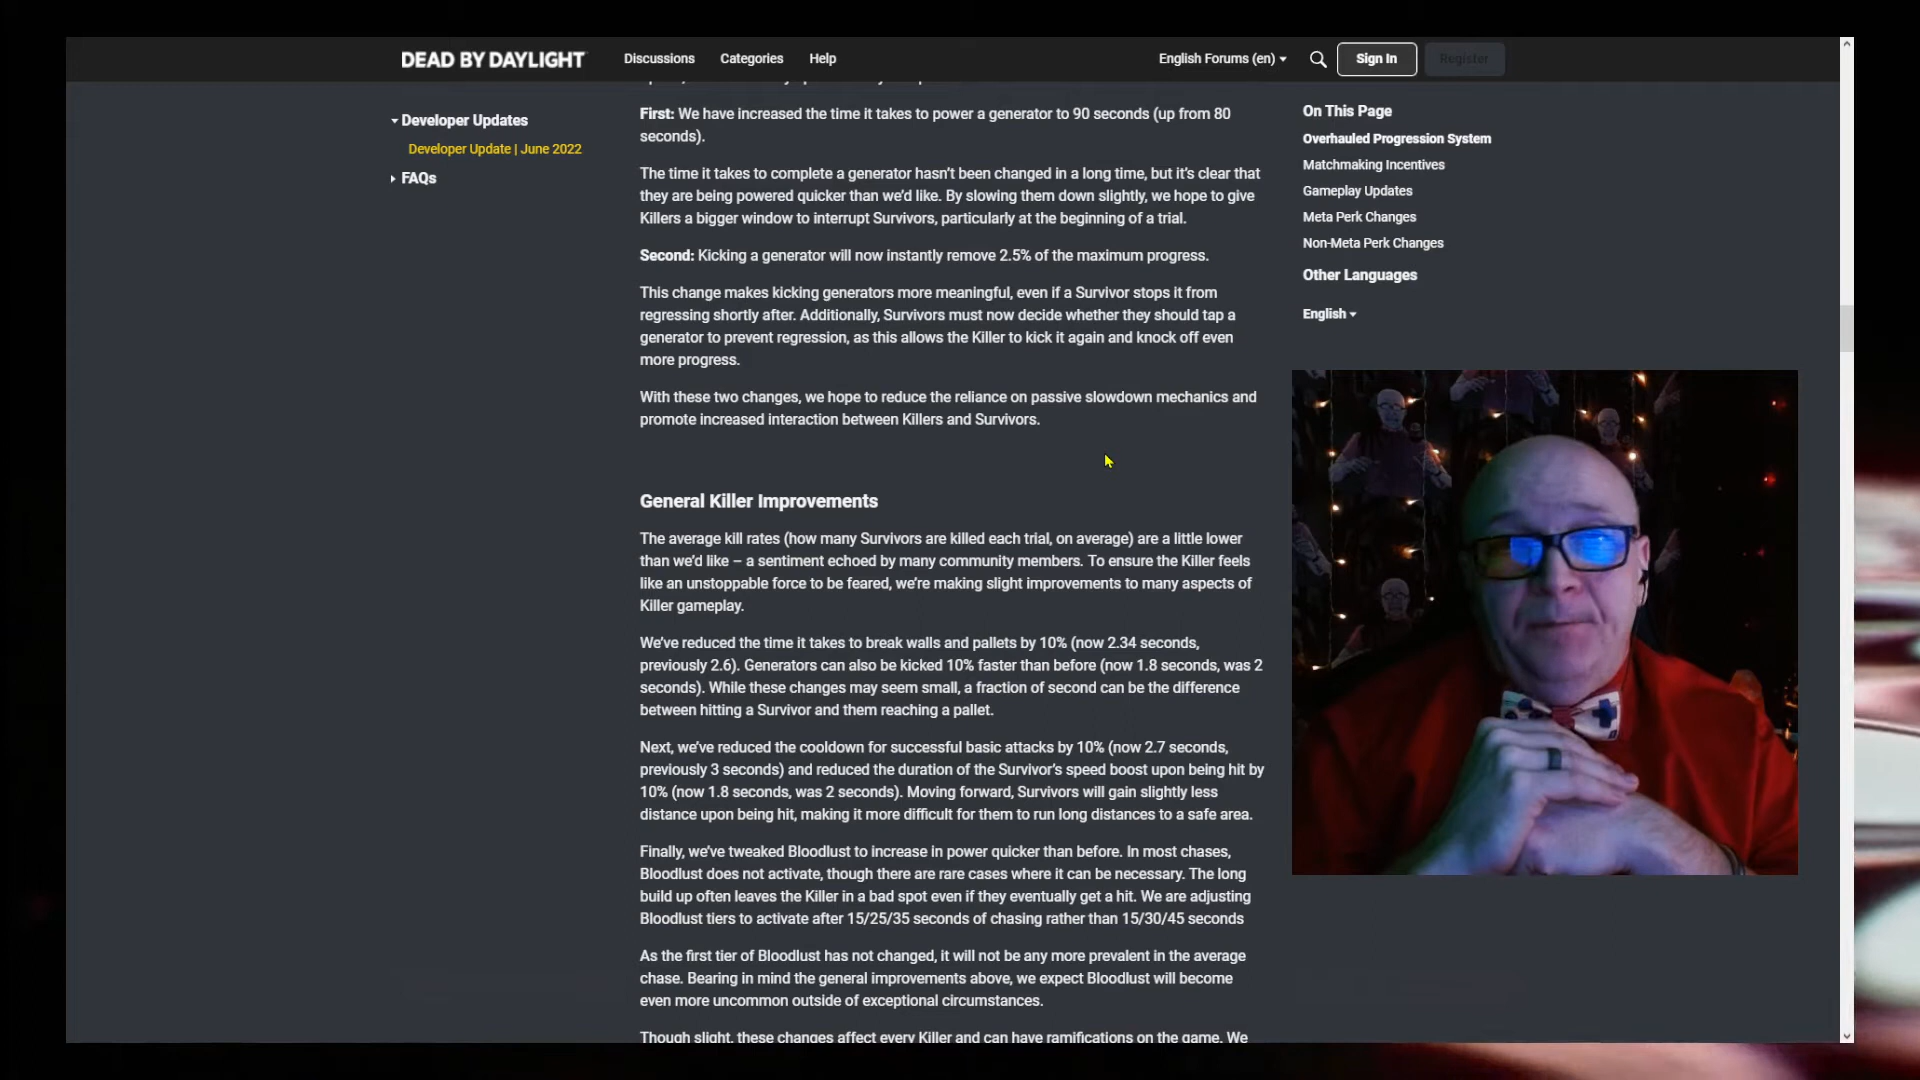 DEAD BY DAYLIGHT
Discussions
Categories
Help
English Forums (en)
Sign In
Register
Developer Updates
Developer Update | June 2022
FAQs
First: We have increased the time it takes to power a generator to 90 seconds (up from 80
seconds).
The time it takes to complete a generator hasn't been changed in a long time, but it's clear that
they are being powered quicker than we'd like. By slowing them down slightly, we hope to give
Killers a bigger window to interrupt Survivors, particularly at the beginning of a trial.
Second: Kicking a generator will now instantly remove 2.5% of the maximum progress.
This change makes kicking generators more meaningful, even if a Survivor stops it from
regressing shortly after. Additionally, Survivors must now decide whether they should tap a
generator to prevent regression, as this allows the Killer to kick it again and knock off even
more progress.
With these two changes, we hope to reduce the reliance on passive slowdown mechanics and
promote increased interaction between Killers and Survivors.
General Killer Improvements
The average kill rates (how many Survivors are killed each trial, on average) are a little lower
than we'd like – a sentiment echoed by many community members. To ensure the Killer feels
like an unstoppable force to be feared, we're making slight improvements to many aspects of
Killer gameplay.
We've reduced the time it takes to break walls and pallets by 10% (now 2.34 seconds,
previously 2.6). Generators can also be kicked 10% faster than before (now 1.8 seconds, was 2
seconds). While these changes may seem small, a fraction of second can be the difference
between hitting a Survivor and them reaching a pallet.
Next, we've reduced the cooldown for successful basic attacks by 10% (now 2.7 seconds,
previously 3 seconds) and reduced the duration of the Survivor's speed boost upon being hit by
10% (now 1.8 seconds, was 2 seconds). Moving forward, Survivors will gain slightly less
distance upon being hit, making it more difficult for them to run long distances to a safe area.
Finally, we've tweaked Bloodlust to increase in power quicker than before. In most chases,
Bloodlust does not activate, though there are rare cases where it can be necessary. The long
build up often leaves the Killer in a bad spot even if they eventually get a hit. We are adjusting
Bloodlust tiers to activate after 15/25/35 seconds of chasing rather than 15/30/45 seconds
As the first tier of Bloodlust has not changed, it will not be any more prevalent in the average
chase. Bearing in mind the general improvements above, we expect Bloodlust will become
even more uncommon outside of exceptional circumstances.
Though slight, these changes affect every Killer and can have ramifications on the game. We
On This Page
Overhauled Progression System
Matchmaking Incentives
Gameplay Updates
Meta Perk Changes
Non-Meta Perk Changes
Other Languages
English